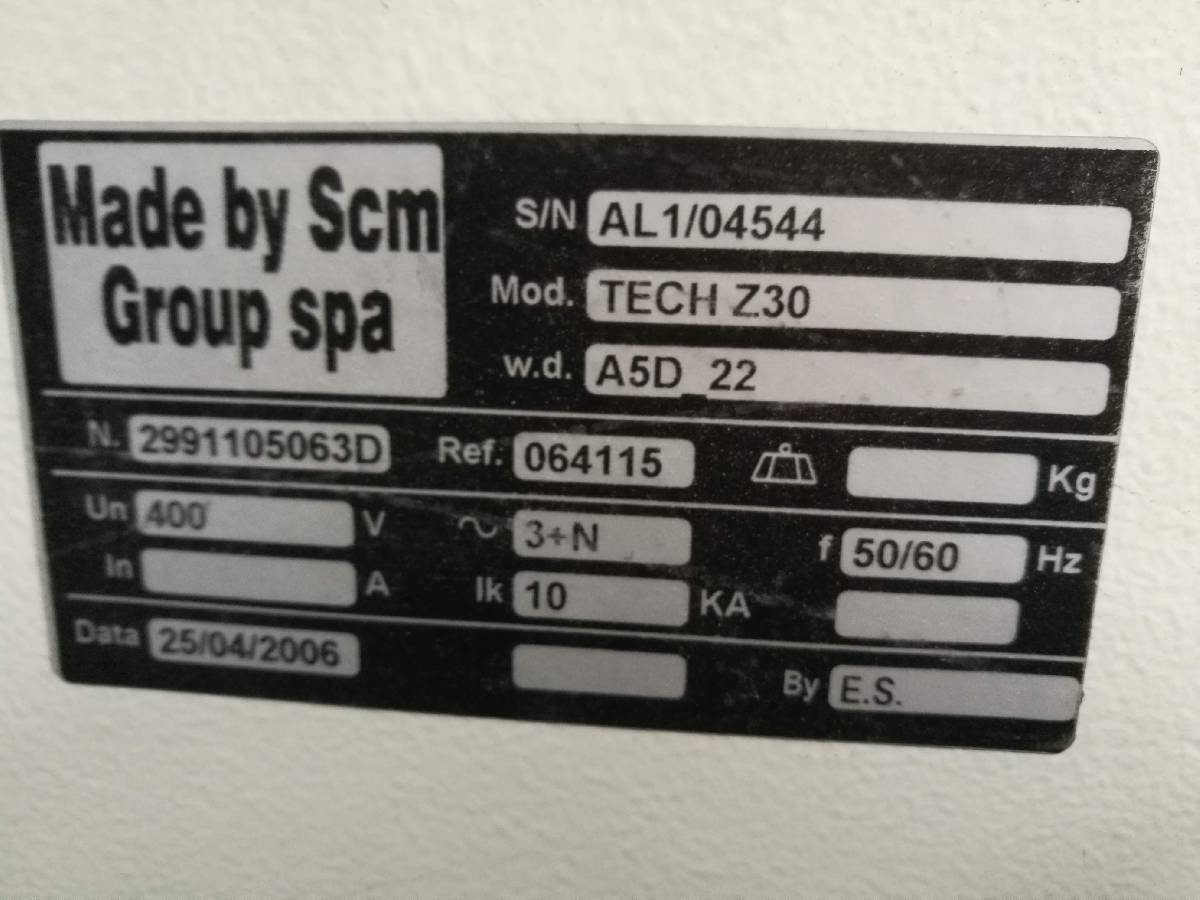 Made by Scm
Group spa
S/N AL1/04544
Mod. TECH Z30
w.d. A5D_22
N. 2991105063D Ref. 064115 Kg
Un 400 V ~ 3+N f 50/60 Hz
In A Ik 10 KA
Data 25/04/2006 By E.S.